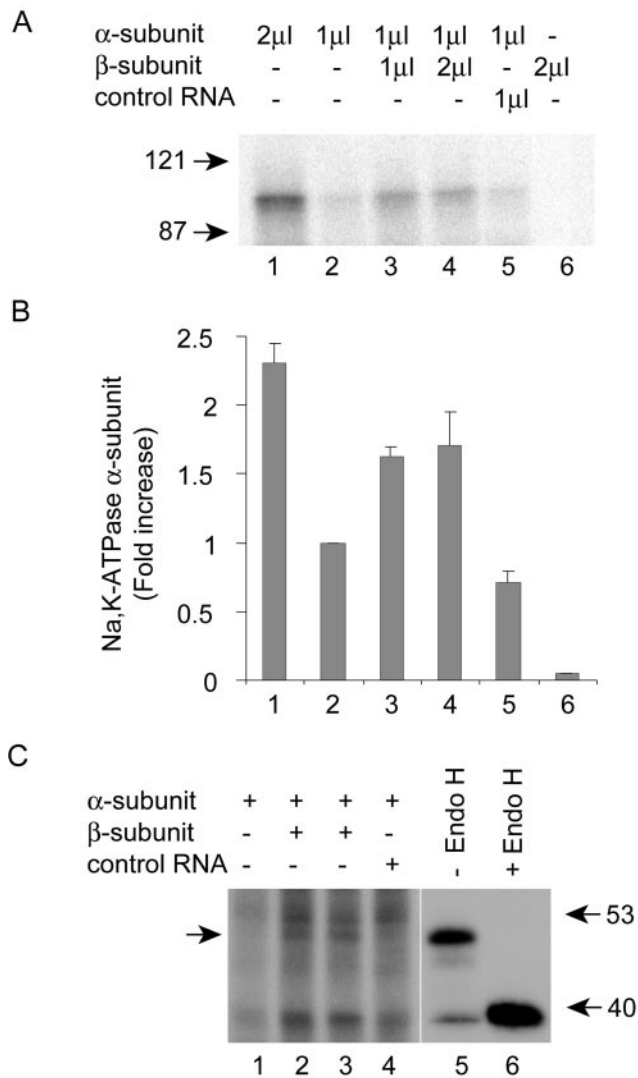 A
α-subunit 2μl 1μl 1μl 1μl 1μl -
β-subunit - - 1μl 2μl - 2μl
control RNA - - - - 1μl -
121
87
1 2 3 4 5 6
B
Na,K-ATPase α-subunit
(Fold increase)
2.5
2
1.5
1
0.5
0
1 2 3 4 5 6
C
α-subunit + + + +
β-subunit - + + -
control RNA - - - +
- Endo H
+ Endo H
53
40
1 2 3 4 5 6